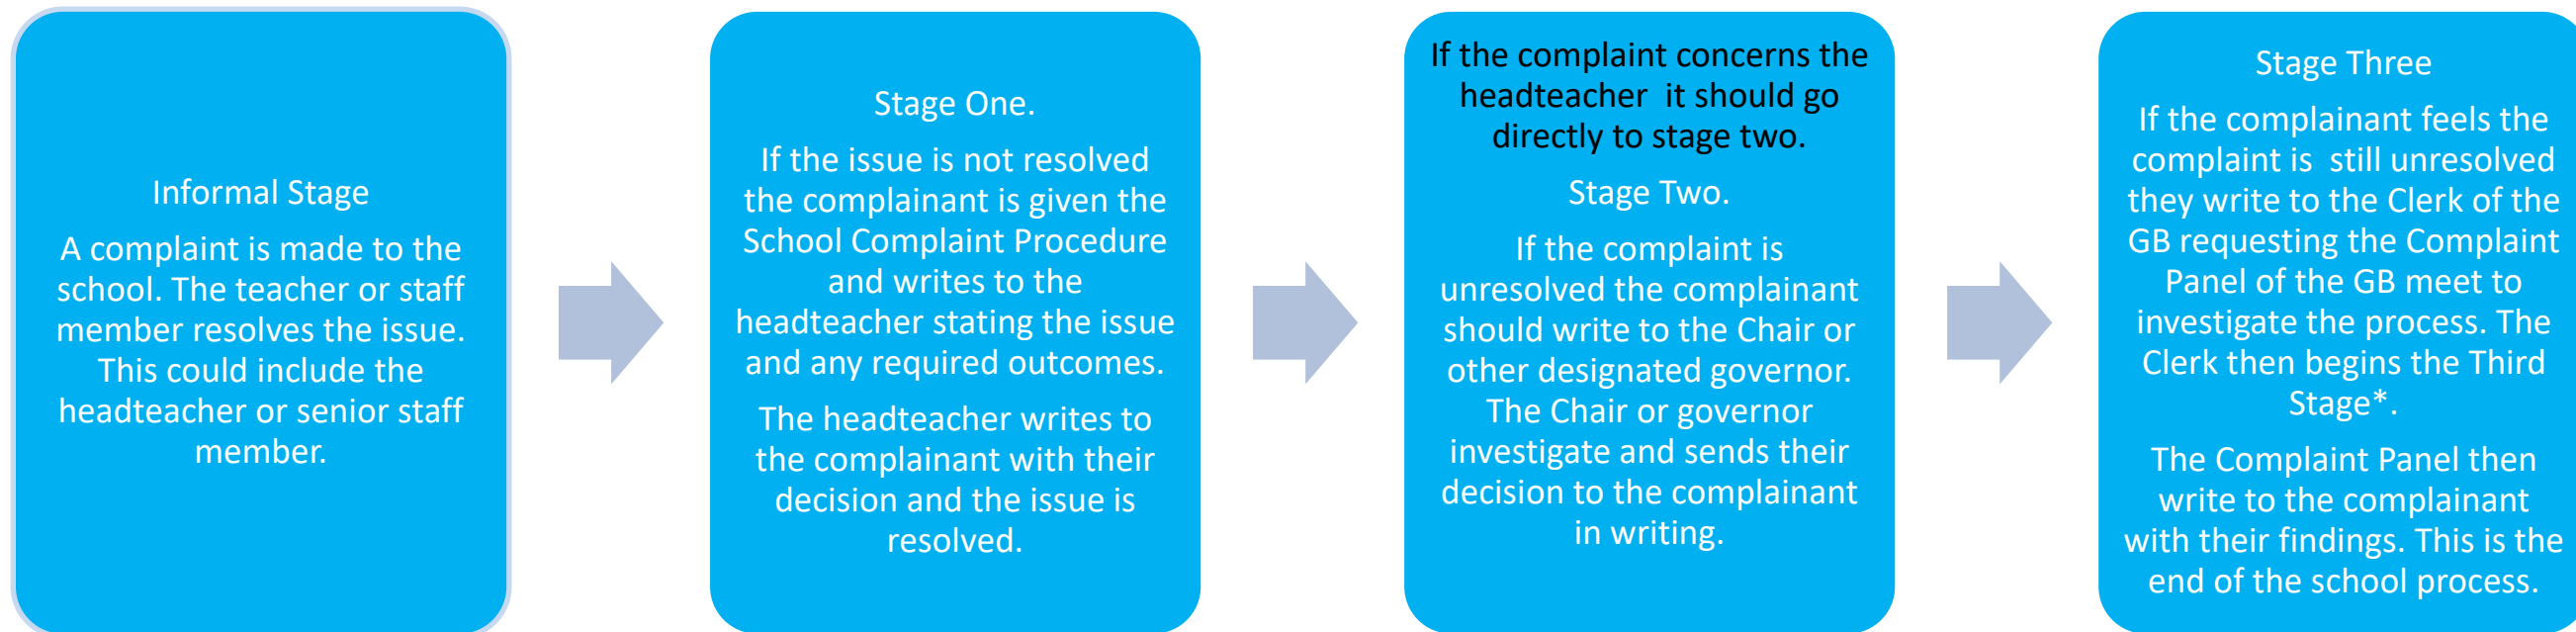 Informal Stage
A complaint is made to the
school. The teacher or staff
member resolves the issue.
This could include the
headteacher or senior staff
member.
Stage One.
If the issue is not resolved
the complainant is given the
School Complaint Procedure
and writes to the
headteacher stating the issue
and any required outcomes.
The headteacher writes to
the complainant with their
decision and the issue is
resolved.
If the complaint concerns the
headteacher  it should go
directly to stage two.
Stage Two.
If the complaint is
unresolved the complainant
should write to the Chair or
other designated governor.
The Chair or governor
investigate and sends their
decision to the complainant
in writing.
Stage Three
If the complainant feels the
complaint is  still unresolved
they write to the Clerk of the
GB requesting the Complaint
Panel of the GB meet to
investigate the process. The
Clerk then begins the Third
Stage*.
The Complaint Panel then
write to the complainant
with their findings. This is the
end of the school process.